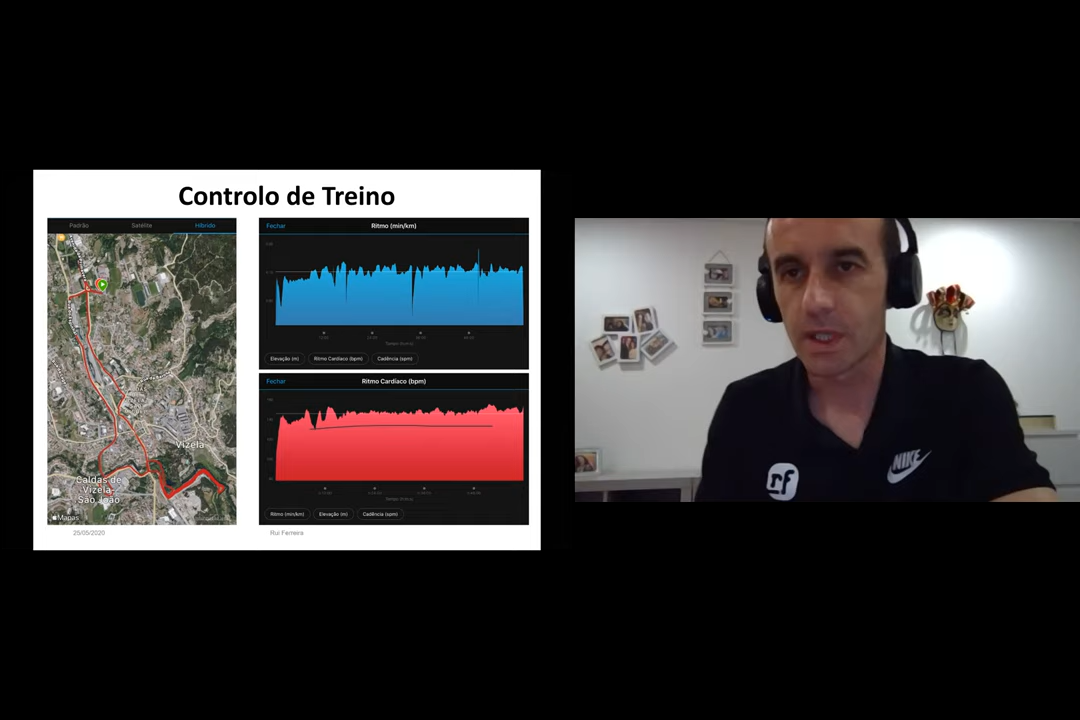 Controlo de Treino
Padrão
Satélite
Híbrido
Vizela
Caldas de
Vizela-
São João
Mapas
Fechar
Ritmo (min/km)
Elevação (m)
Ritmo Cardíaco (bpm)
Cadência (spm)
Fechar
Ritmo Cardíaco (bpm)
Ritmo (min/km)
Elevação (m)
Cadência (spm)
25/05/2020
Rui Ferreira
rf
NIKE